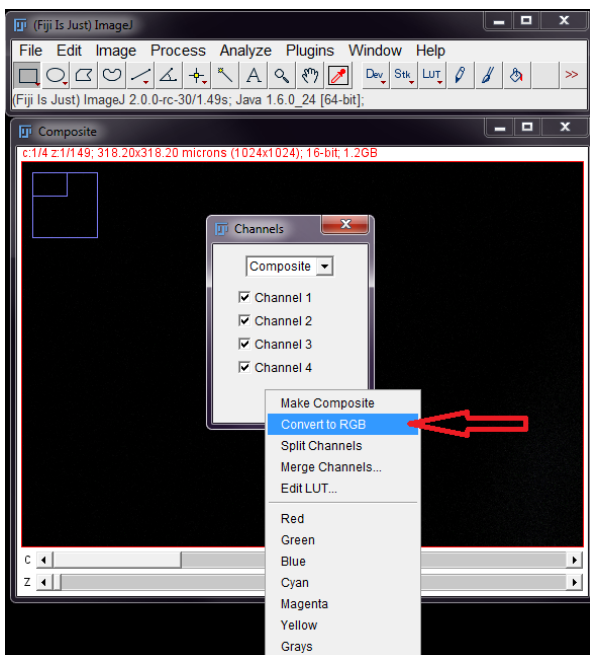 (Fiji Is Just) ImageJ
File Edit Image Process Analyze Plugins Window Help
A Dev Stk LUT >>
(Fiji Is Just) ImageJ 2.0.0-rc-30/1.49s; Java 1.6.0_24 [64-bit];
Composite
c:1/4 z:1/149; 318.20x318.20 microns (1024x1024); 16-bit; 1.2GB
Channels
Composite
Channel 1
Channel 2
Channel 3
Channel 4
Make Composite
Convert to RGB
Split Channels
Merge Channels...
Edit LUT...
Red
Green
Blue
Cyan
Magenta
Yellow
Grays
C
Z